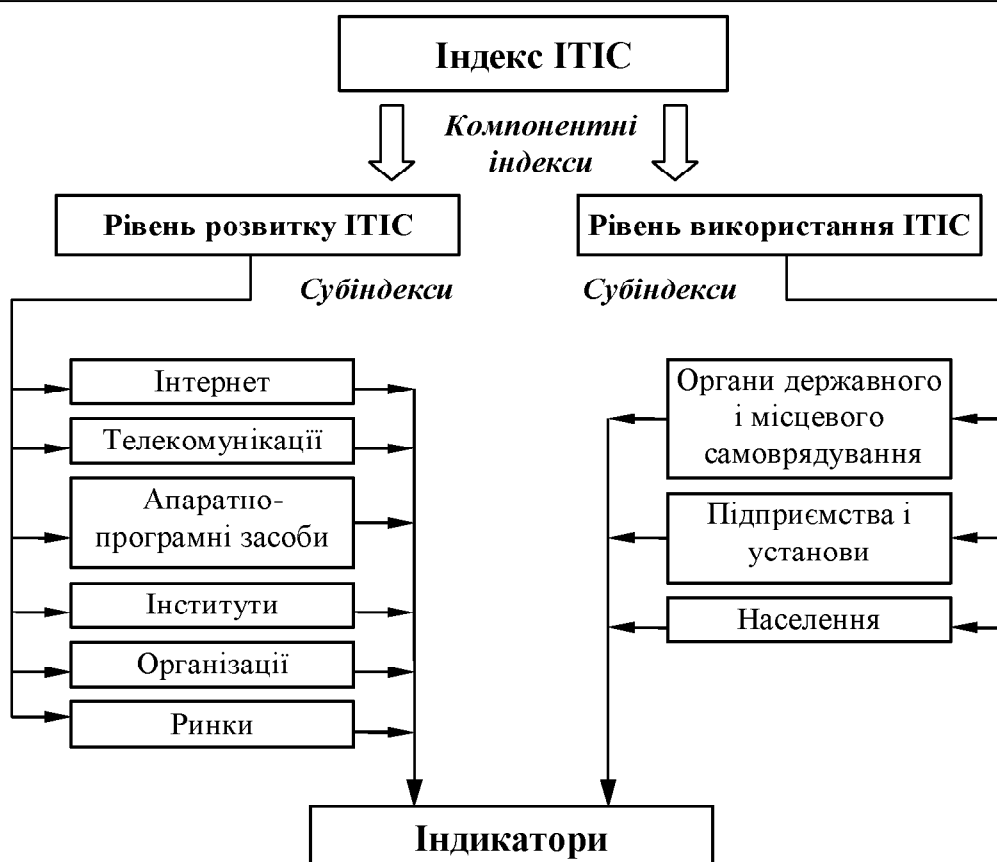 Індекс ІТІС
Компонентні
індекси
Рівень розвитку ІТІС
Рівень використання ІТІС
Субіндекси
Субіндекси
Інтернет
Телекомунікації
Апаратно-
програмні засоби
Інститути
Організації
Ринки
Органи державного
і місцевого
самоврядування
Підприємства і
установи
Населення
Індикатори